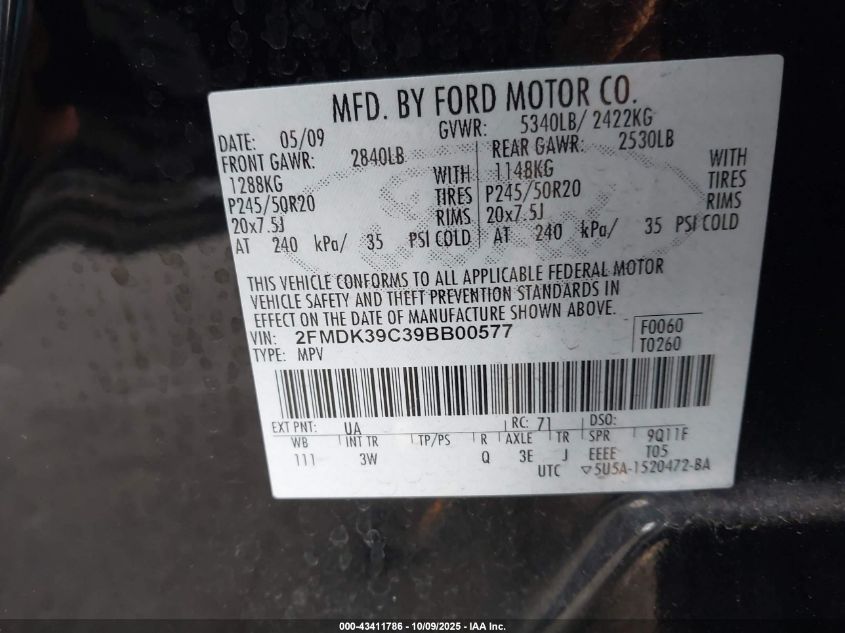 MFD. BY FORD MOTOR CO.
DATE: 05/09 GVWR: 5340LB/ 2422KG
FRONT GAWR: 2840LB REAR GAWR: 2530LB
1288KG WITH 1148KG WITH
P245/50R20 TIRES P245/50R20 TIRES
20x7.5J RIMS 20x7.5J RIMS
AT 240 kPa/ 35 PSI COLD AT 240 kPa/ 35 PSI COLD
THIS VEHICLE CONFORMS TO ALL APPLICABLE FEDERAL MOTOR
VEHICLE SAFETY AND THEFT PREVENTION STANDARDS IN
EFFECT ON THE DATE OF MANUFACTURE SHOWN ABOVE.
VIN: 2FMDK39C39BB00577 F0060
TYPE: MPV T0260
EXT PNT: UA RC: 71 DSO:
WB INT TR TP/PS R AXLE TR SPR 9Q11F
111 3W Q 3E J EEEE T05
UTC ▽5U5A-1520472-BA
000-43411786 - 10/09/2025 - IAA Inc.